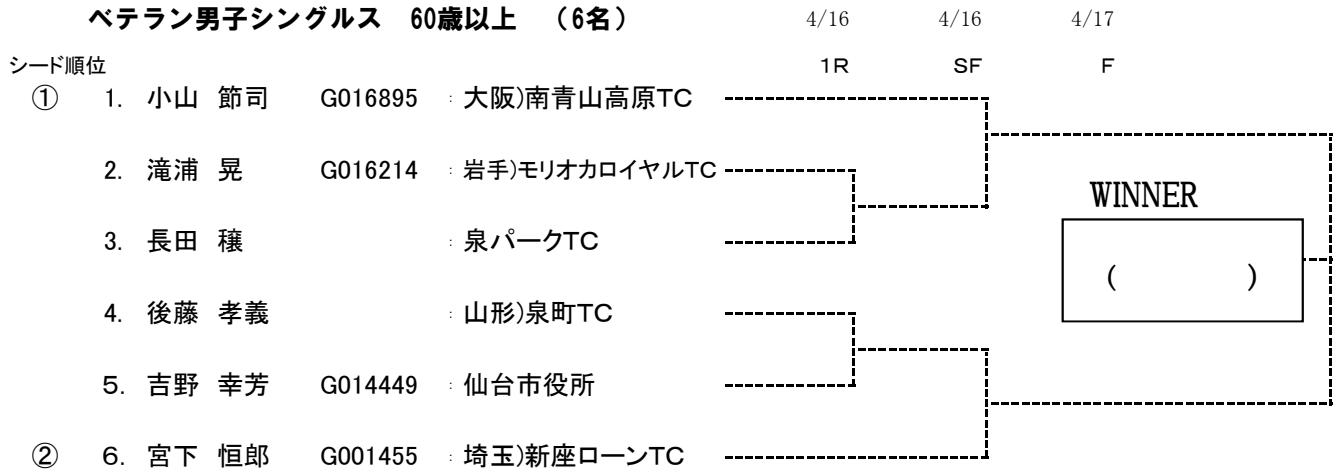 ベテラン男子シングルス 60歳以上 （6名） 4/16 4/16 4/17
シード順位 1R SF F
① 1. 小山 節司 G016895 : 大阪)南青山高原TC
2. 滝浦 晃 G016214 : 岩手)モリオカロイヤルTC
WINNER
3. 長田 穣 : 泉パークTC
( )
4. 後藤 孝義 : 山形)泉町TC
5. 吉野 幸芳 G014449 : 仙台市役所
② 6. 宮下 恒郎 G001455 : 埼玉)新座ローンTC